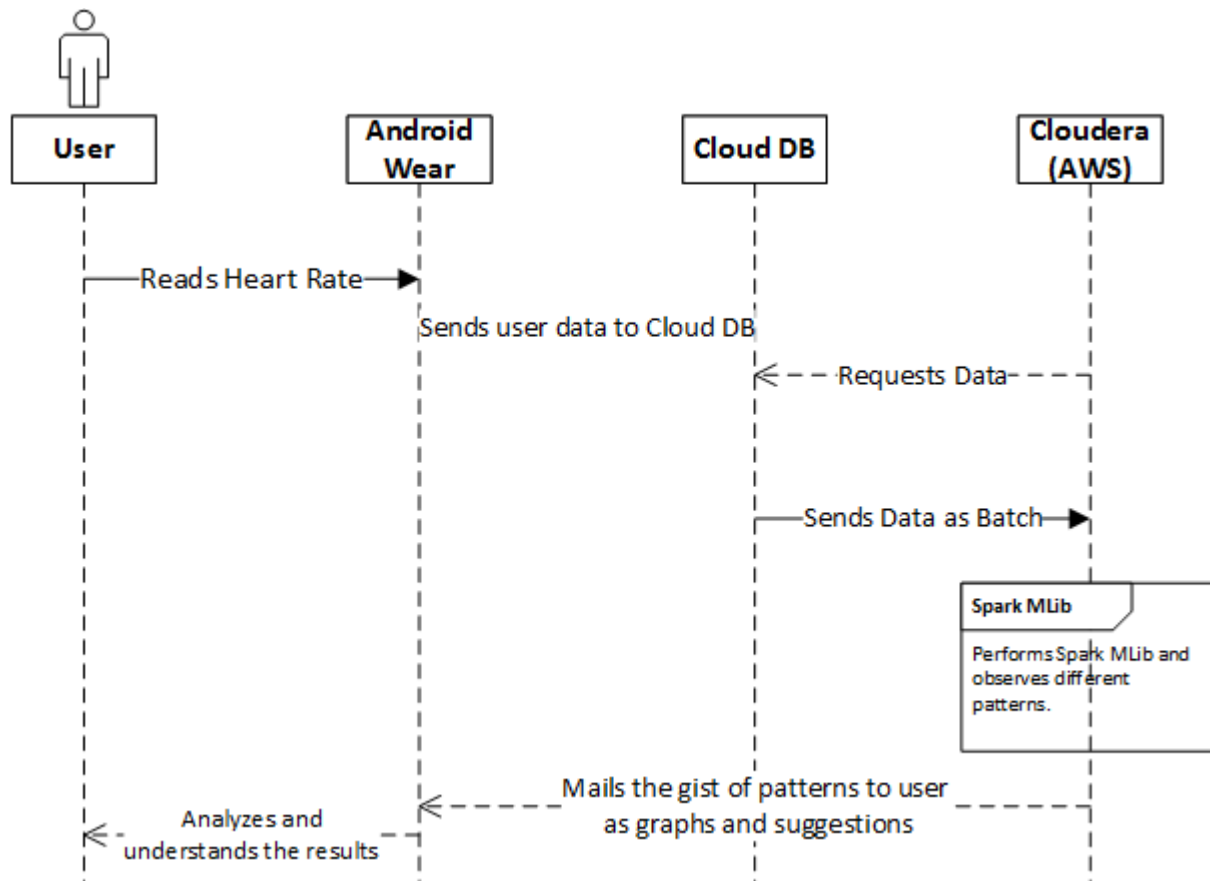 User
Android
Wear
Cloud DB
Cloudera
(AWS)
Reads Heart Rate
Sends user data to Cloud DB
Requests Data
Sends Data as Batch
Spark MLib
Performs Spark MLib and
observes different
patterns.
Mails the gist of patterns to user
as graphs and suggestions
Analyzes and
understands the results